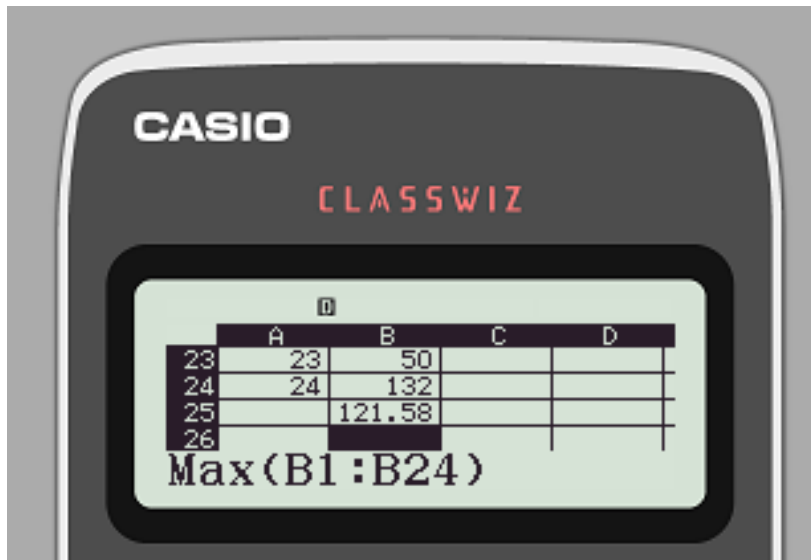 CASIO
CLASSWIZ
D
A B C D
23 23 50
24 24 132
25 121.58
26
Max(B1:B24)